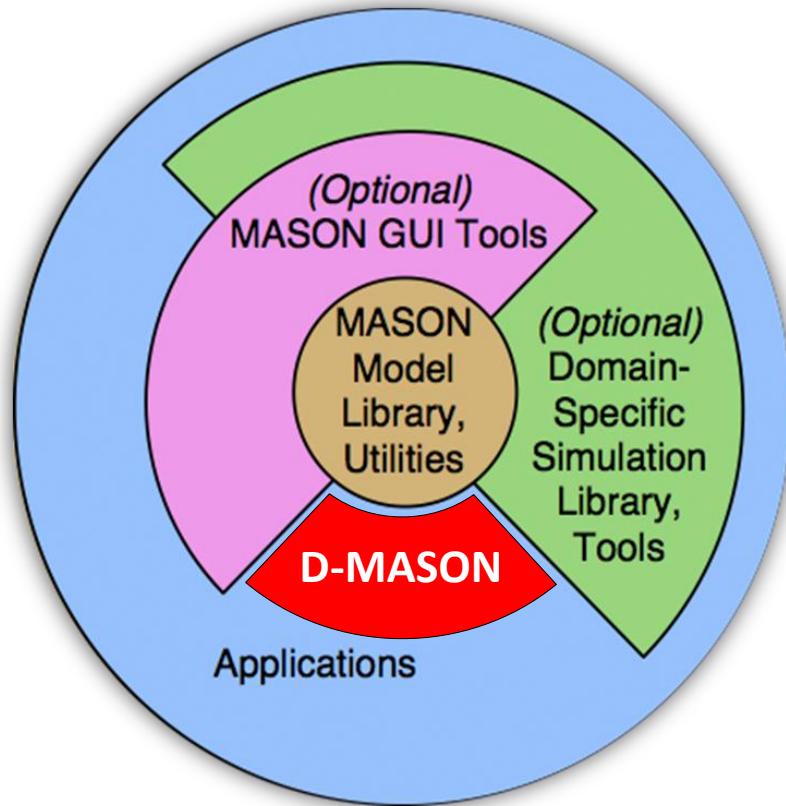 (Optional)
MASON GUI Tools
MASON
Model
Library,
Utilities
(Optional)
Domain-
Specific
Simulation
Library,
Tools
D-MASON
Applications